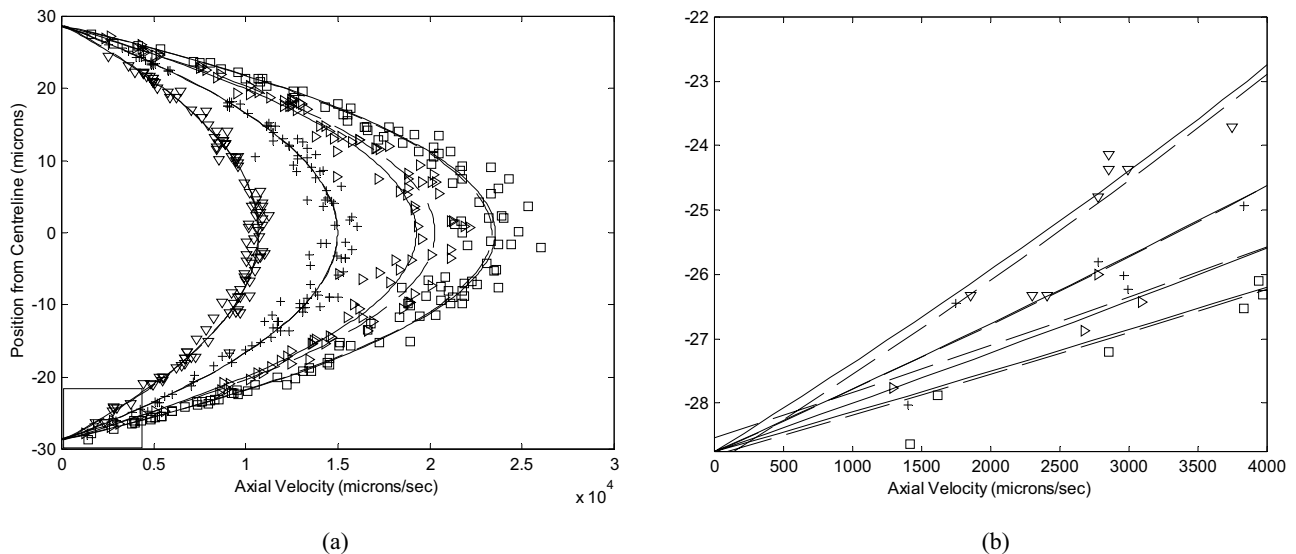 30
20
10
0
-10
-20
-30
Position from Centreline (microns)
0 0.5 1 1.5 2 2.5 3
Axial Velocity (microns/sec)
x 10^4
(a)
-22
-23
-24
-25
-26
-27
-28
0 500 1000 1500 2000 2500 3000 3500 4000
Axial Velocity (microns/sec)
(b)